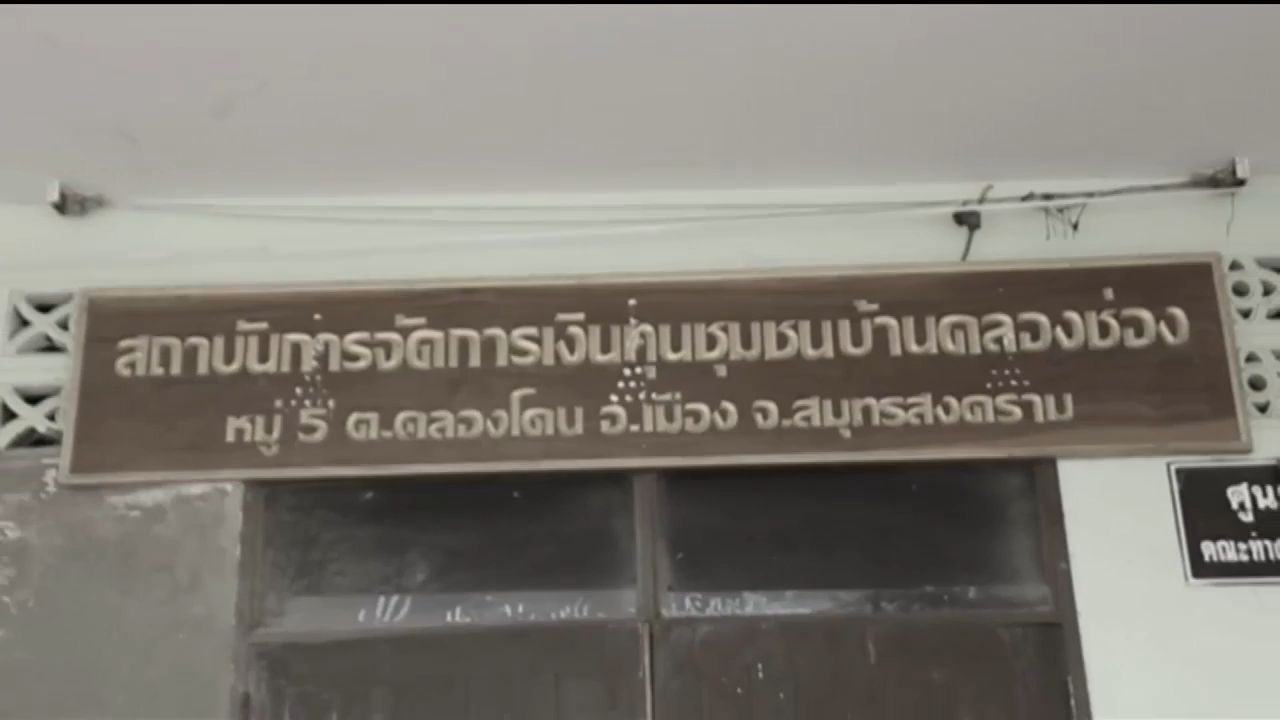 สถาบันการจัดการเงินทุนชุมชนบ้านคลองช่อง
หมู่ 5 ต.คลองโคน อ.เมือง จ.สมุทรสงคราม